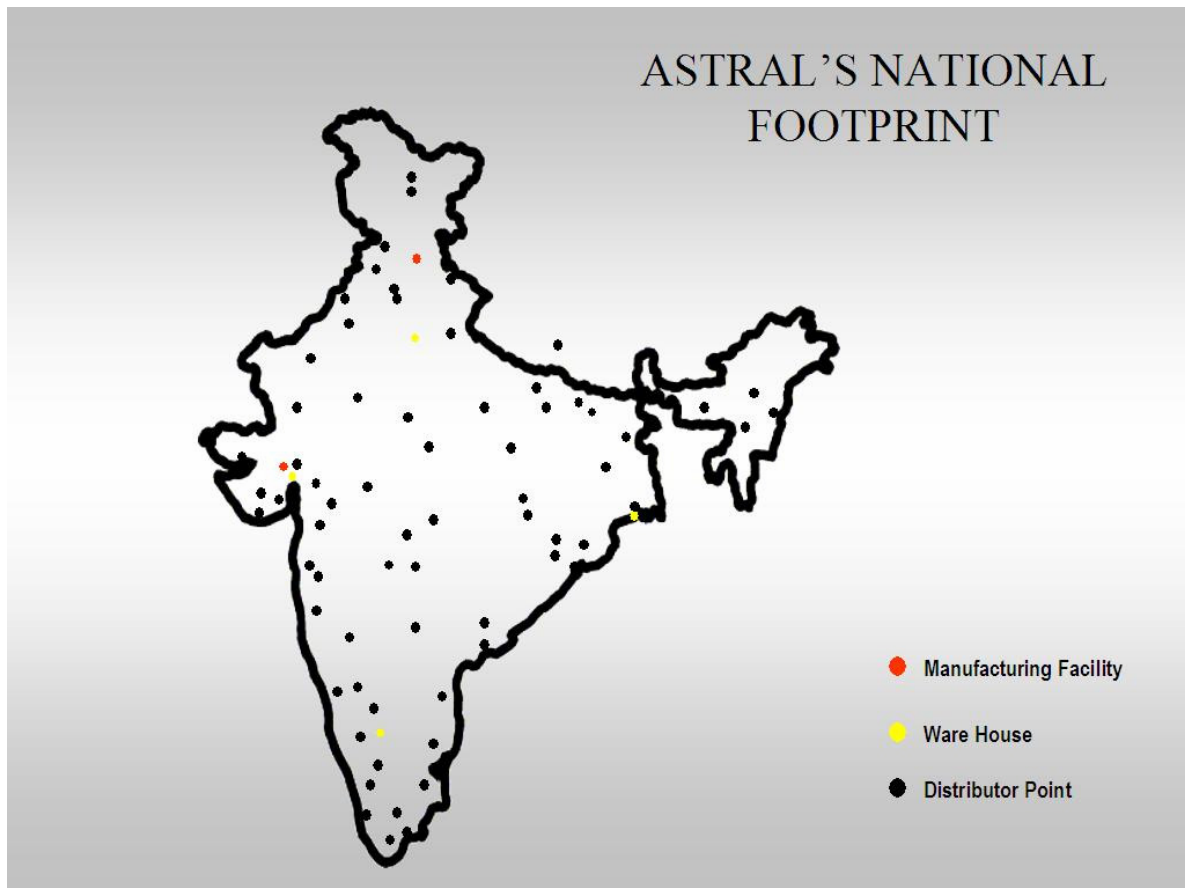 ASTRAL’S NATIONAL
FOOTPRINT
Manufacturing Facility
Ware House
Distributor Point